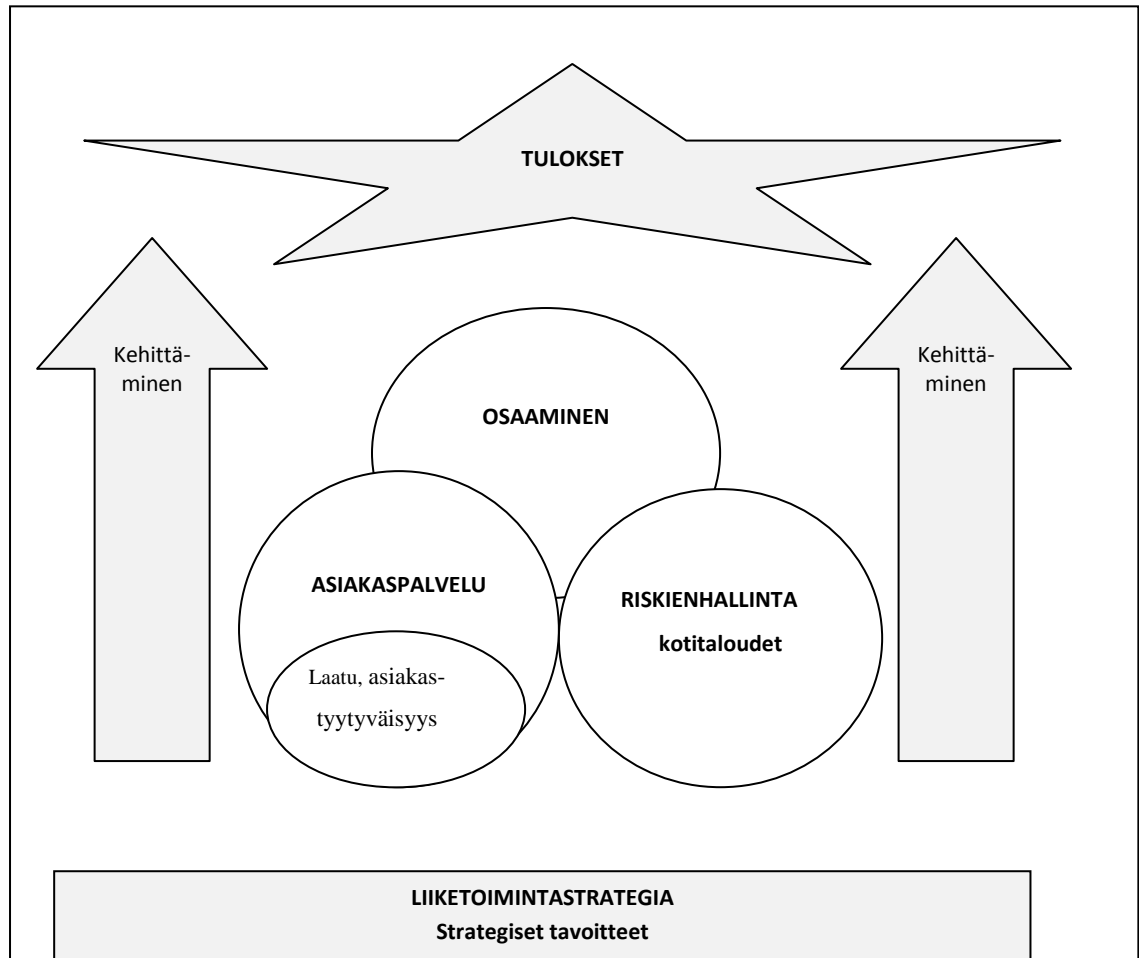 TULOKSET
Kehittä-
minen
Kehittä-
minen
OSAAMINEN
ASIAKASPALVELU
RISKIENHALLINTA
kotitaloudet
Laatu, asiakas-
tyytyväisyys
LIIKETOIMINTASTRATEGIA
Strategiset tavoitteet